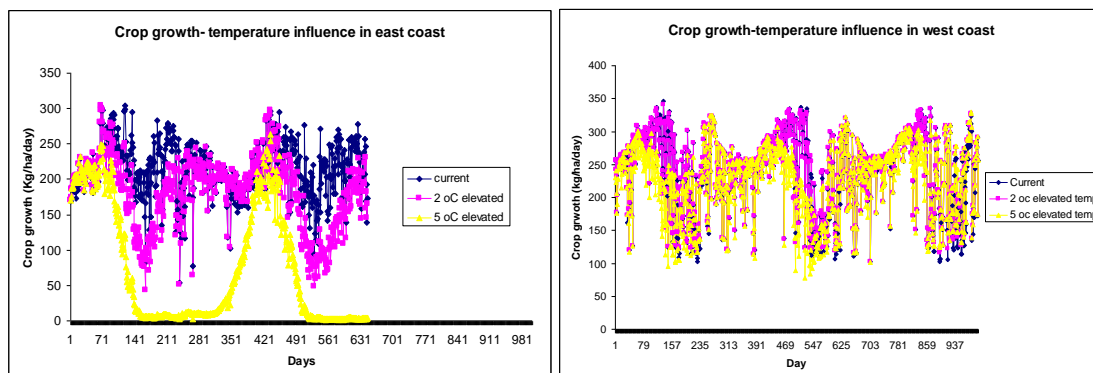 Crop growth- temperature influence in east coast
350
300
250
200
150
100
50
0
Crop growth (Kg/ha/day)
1 71 141 211 281 351 421 491 561 631 701 771 841 911 981
Days
current
2 oC elevated
5 oC elevated
Crop growth-temperature influence in west coast
400
350
300
250
200
150
100
50
0
Crop grwoth (kg/ha/day)
1 79 157 235 313 391 469 547 625 703 781 859 937
Day
Current
2 oc elevated temp
5 oc elevated temp